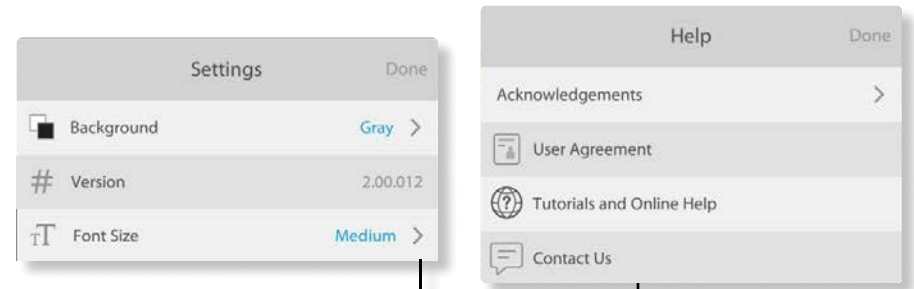 Settings Done
Background Gray
# Version 2.00.012
Font Size Medium
Help Done
Acknowledgements
User Agreement
Tutorials and Online Help
Contact Us